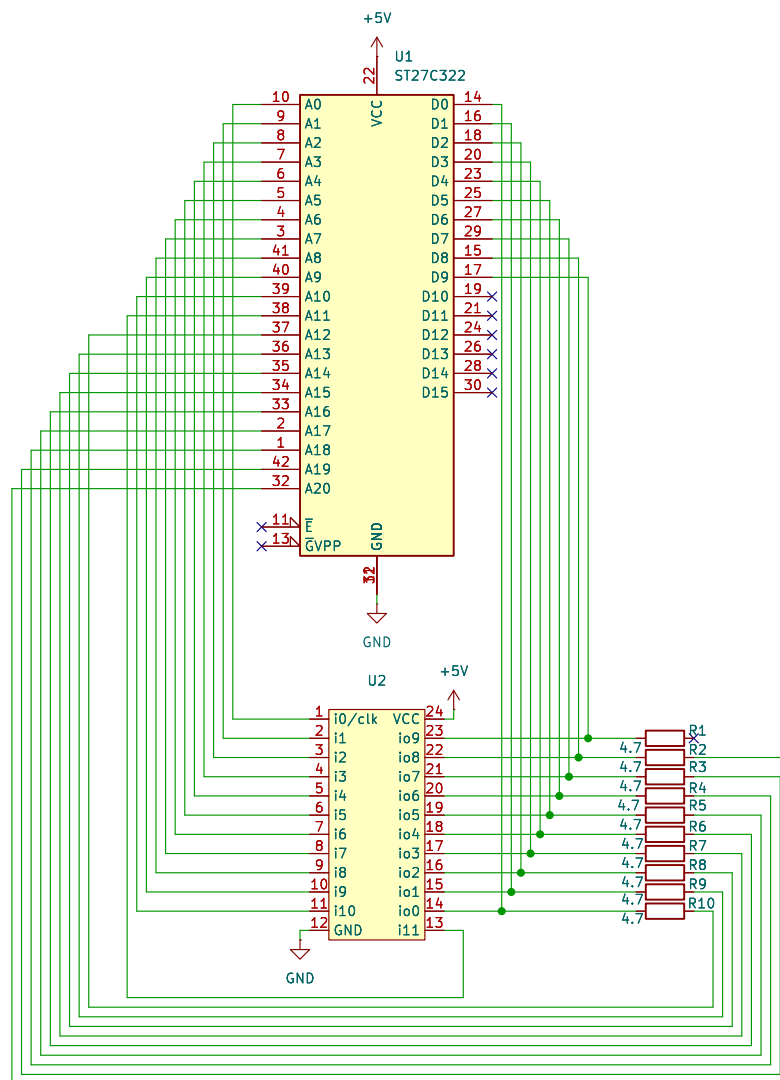 +5V
U1
ST27C322
22
VCC
10 A0 D0 14
9 A1 D1 16
8 A2 D2 18
7 A3 D3 20
6 A4 D4 23
5 A5 D5 25
4 A6 D6 27
3 A7 D7 29
41 A8 D8 15
40 A9 D9 17
39 A10 D10 19
38 A11 D11 21
37 A12 D12 24
36 A13 D13 26
35 A14 D14 28
34 A15 D15 30
33 A16
2 A17
1 A18
42 A19
32 A20
11 E
13 GVPP
GND
GND
U2
+5V
1 i0/clk VCC 24
2 i1 io9 23
3 i2 io8 22
4 i3 io7 21
5 i4 io6 20
6 i5 io5 19
7 i6 io4 18
8 i7 io3 17
9 i8 io2 16
10 i9 io1 15
11 i10 io0 14
12 GND i11 13
GND
R1
4.7
R2
4.7
R3
4.7
R4
4.7
R5
4.7
R6
4.7
R7
4.7
R8
4.7
R9
4.7
R10
4.7